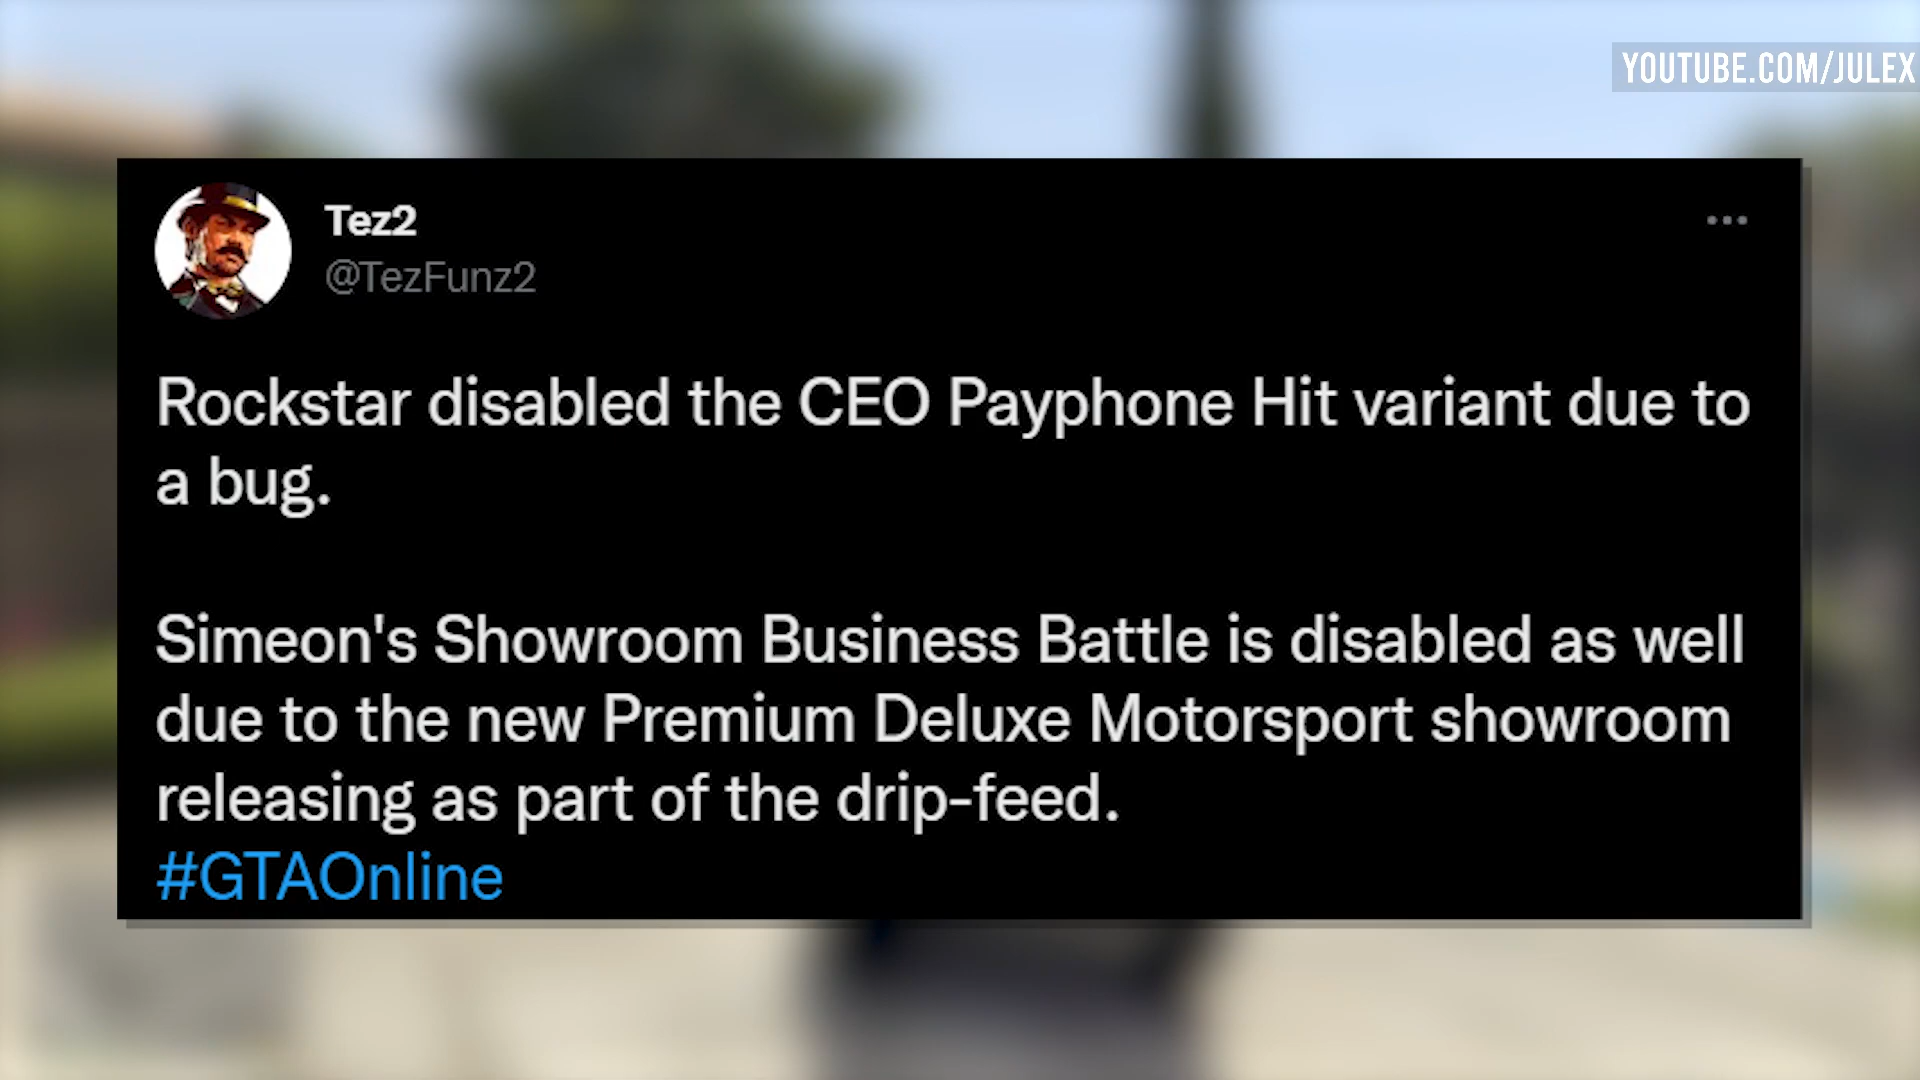 YOUTUBE.COM/JULEX
Tez2
@TezFunz2
Rockstar disabled the CEO Payphone Hit variant due to
a bug.
Simeon's Showroom Business Battle is disabled as well
due to the new Premium Deluxe Motorsport showroom
releasing as part of the drip-feed.
#GTAOnline